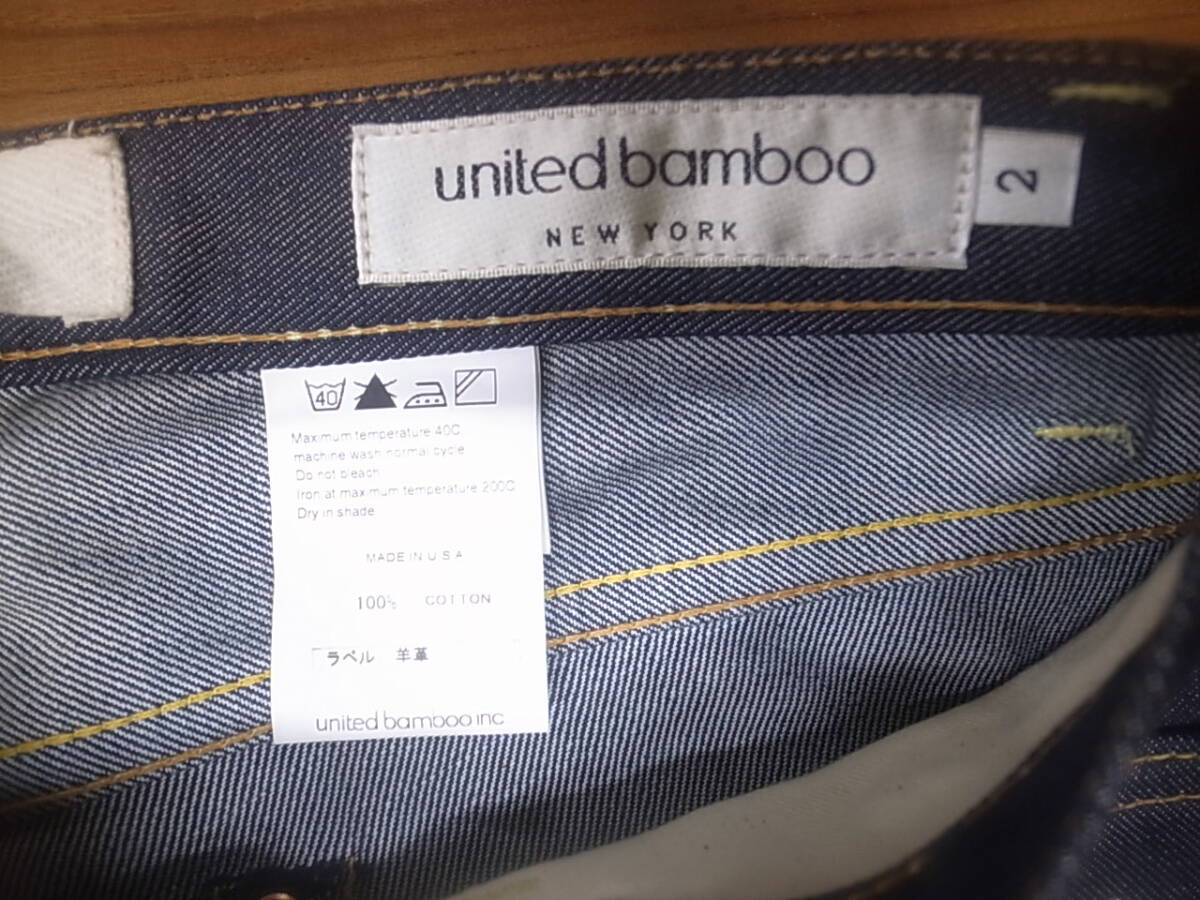 united bamboo
NEW YORK
2
40
Maximum temperature 40C,
machine wash normal cycle
Do not bleach
Iron at maximum temperature 200C
Dry in shade
MADE IN U.S.A
100% COTTON
ラベル 羊革
united bamboo inc